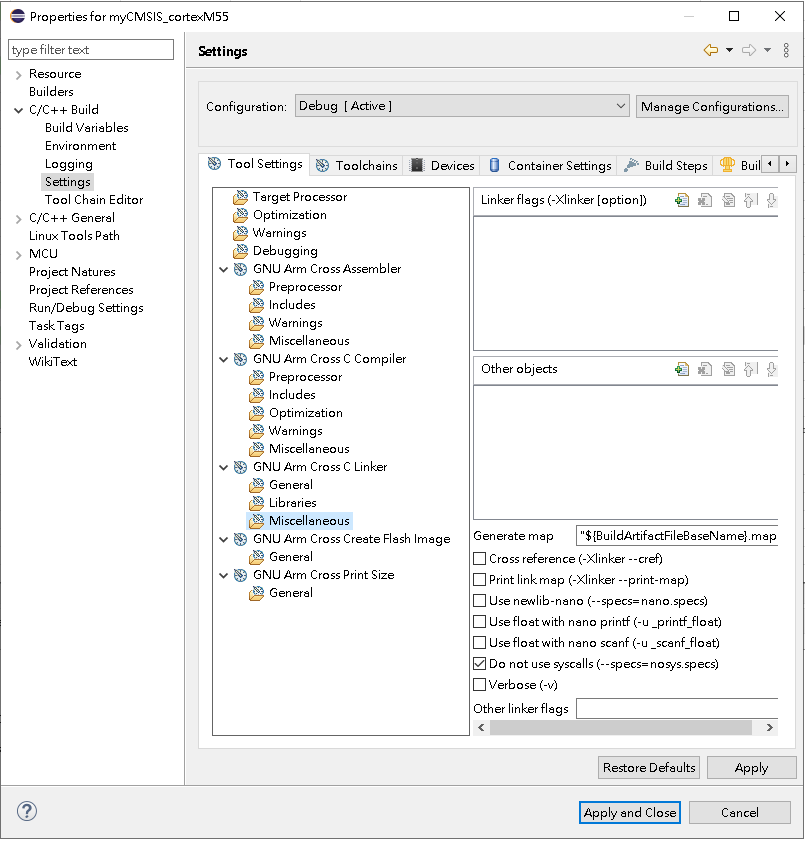 Properties for myCMSIS_cortexM55
type filter text
Resource
Builders
C/C++ Build
Build Variables
Environment
Logging
Settings
Tool Chain Editor
C/C++ General
Linux Tools Path
MCU
Project Natures
Project References
Run/Debug Settings
Task Tags
Validation
WikiText
Settings
Configuration: Debug [ Active ] Manage Configurations...
Tool Settings Toolchains Devices Container Settings Build Steps Buil
Target Processor
Optimization
Warnings
Debugging
GNU Arm Cross Assembler
Preprocessor
Includes
Warnings
Miscellaneous
GNU Arm Cross C Compiler
Preprocessor
Includes
Optimization
Warnings
Miscellaneous
GNU Arm Cross C Linker
General
Libraries
Miscellaneous
GNU Arm Cross Create Flash Image
General
GNU Arm Cross Print Size
General
Linker flags (-Xlinker [option])
Other objects
Generate map "${BuildArtifactFileBaseName}.map
Cross reference (-Xlinker --cref)
Print link map (-Xlinker --print-map)
Use newlib-nano (--specs=nano.specs)
Use float with nano printf (-u _printf_float)
Use float with nano scanf (-u _scanf_float)
Do not use syscalls (--specs=nosys.specs)
Verbose (-v)
Other linker flags
Restore Defaults Apply
? Apply and Close Cancel